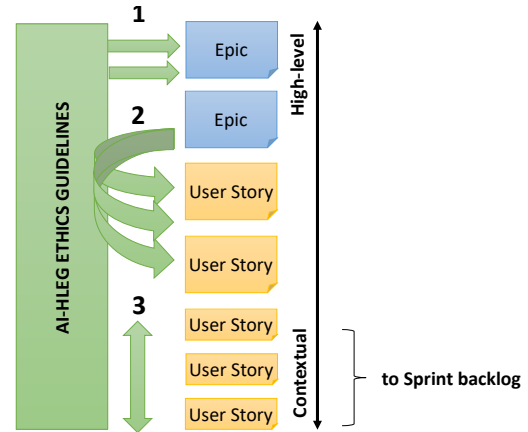 1
Epic
High-level
2
Epic
AI-HLEG ETHICS GUIDELINES
User Story
User Story
3
User Story
Contextual
User Story
to Sprint backlog
User Story